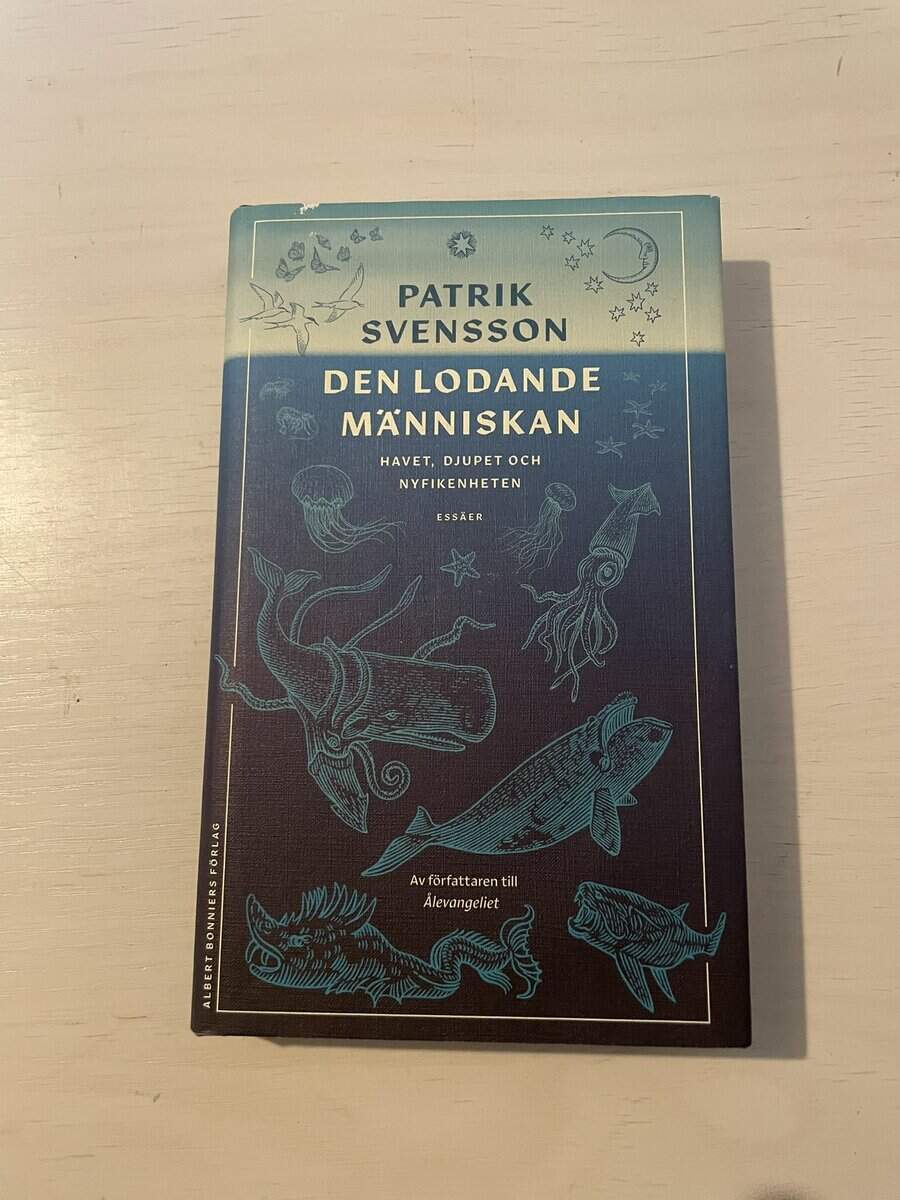 PATRIK
SVENSSON
DEN LODANDE
MÄNNISKAN
HAVET, DJUPET OCH
NYFIKENHETEN
ESSÄER
Av författaren till
Ålevangeliet
ALBERT BONNIERS FÖRLAG